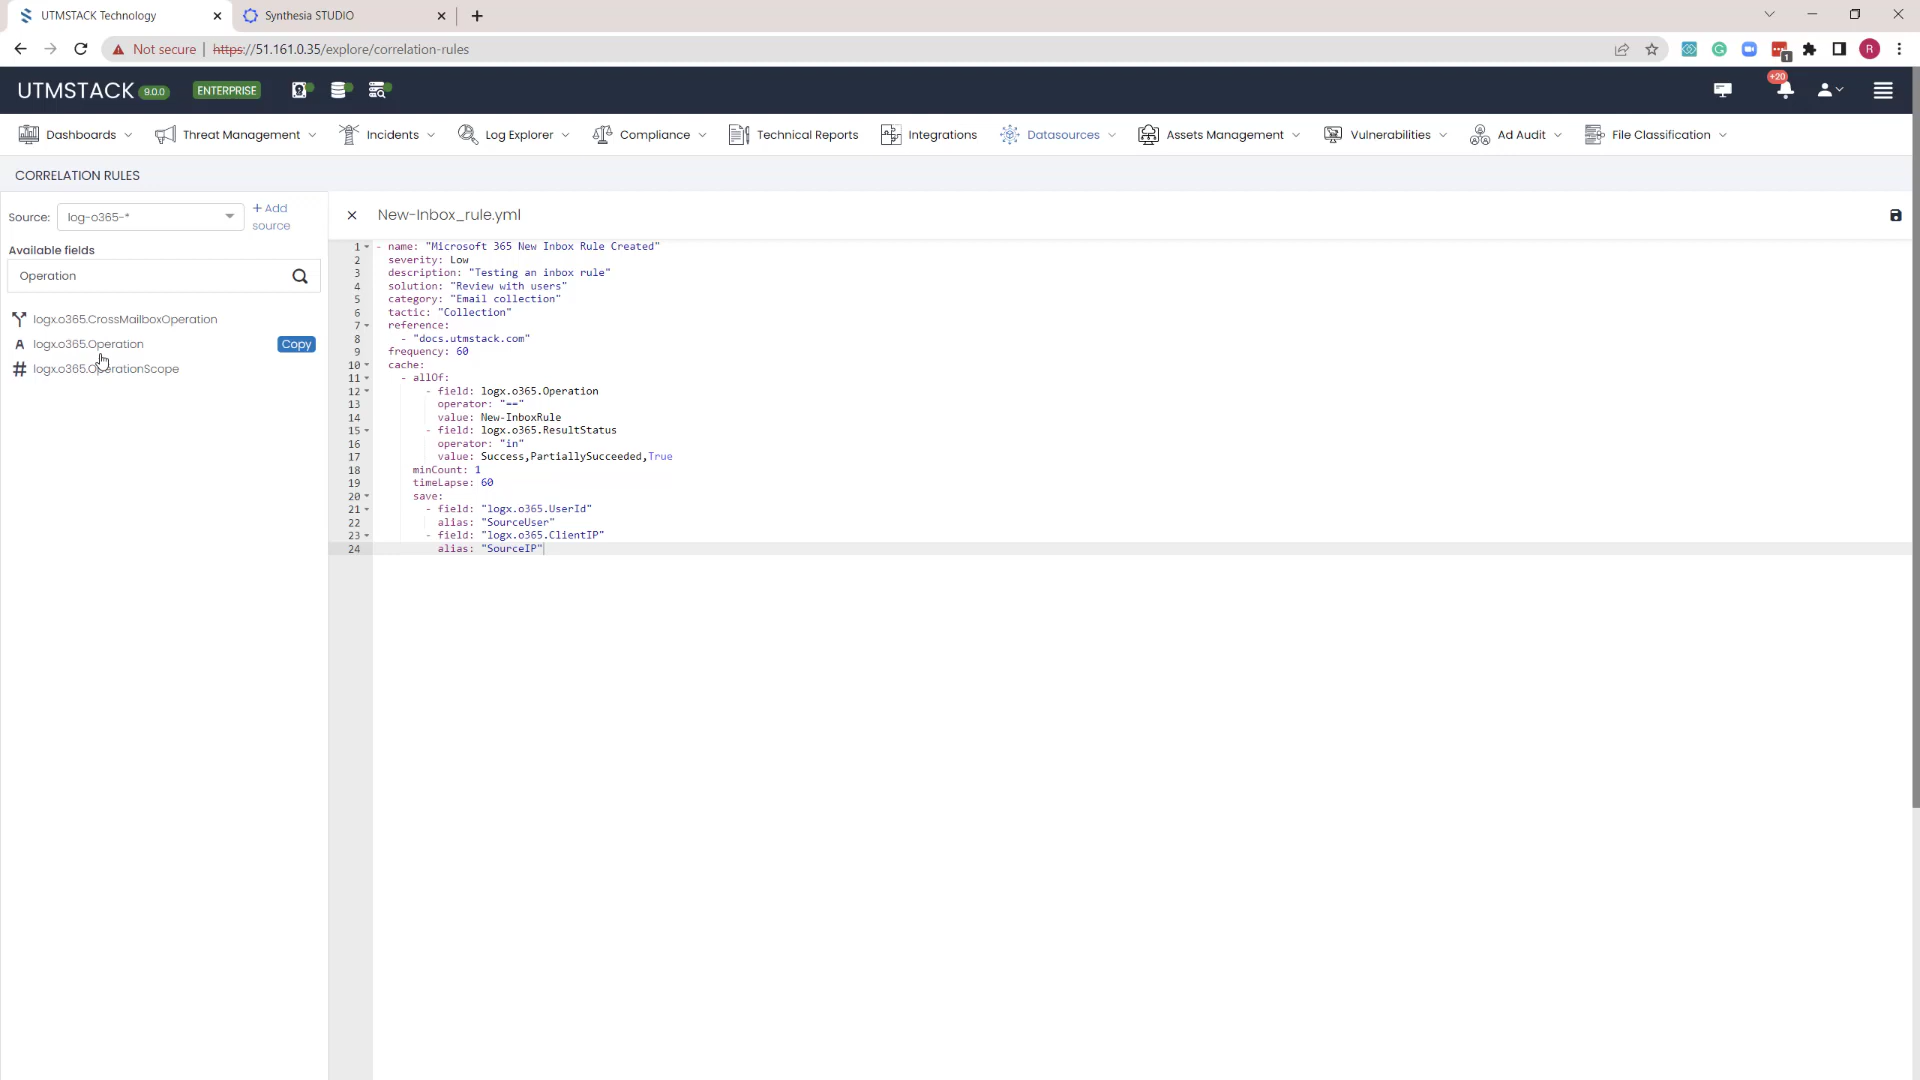 UTMSTACK Technology
Synthesia STUDIO
Not secure | https://51.161.0.35/explore/correlation-rules
1
R
UTMSTACK 9.0.0 ENTERPRISE
+20
Dashboards Threat Management Incidents Log Explorer Compliance Technical Reports Integrations Datasources Assets Management Vulnerabilities Ad Audit File Classification
CORRELATION RULES
Source: log-o365-* + Add source
Available fields
Operation
logx.o365.CrossMailboxOperation
logx.o365.Operation Copy
logx.o365.OperationScope
New-Inbox_rule.yml
1 - name: "Microsoft 365 New Inbox Rule Created"
2 severity: Low
3 description: "Testing an inbox rule"
4 solution: "Review with users"
5 category: "Email collection"
6 tactic: "Collection"
7 reference:
8 - "docs.utmstack.com"
9 frequency: 60
10 cache:
11 - allOf:
12 - field: logx.o365.Operation
13 operator: "=="
14 value: New-InboxRule
15 - field: logx.o365.ResultStatus
16 operator: "in"
17 value: Success,PartiallySucceeded,True
18 minCount: 1
19 timeLapse: 60
20 save:
21 - field: "logx.o365.UserId"
22 alias: "SourceUser"
23 - field: "logx.o365.ClientIP"
24 alias: "SourceIP"